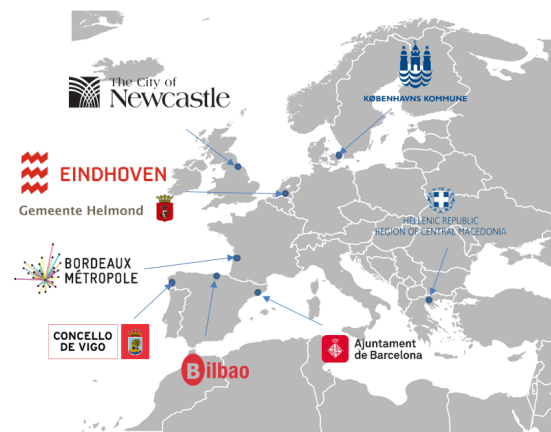 The City of
Newcastle
KØBENHAVNS KOMMUNE
EINDHOVEN
Gemeente Helmond
HELLENIC REPUBLIC
REGION OF CENTRAL MACEDONIA
BORDEAUX
MÉTROPOLE
CONCELLO
DE VIGO
Bilbao
Ajuntament
de Barcelona